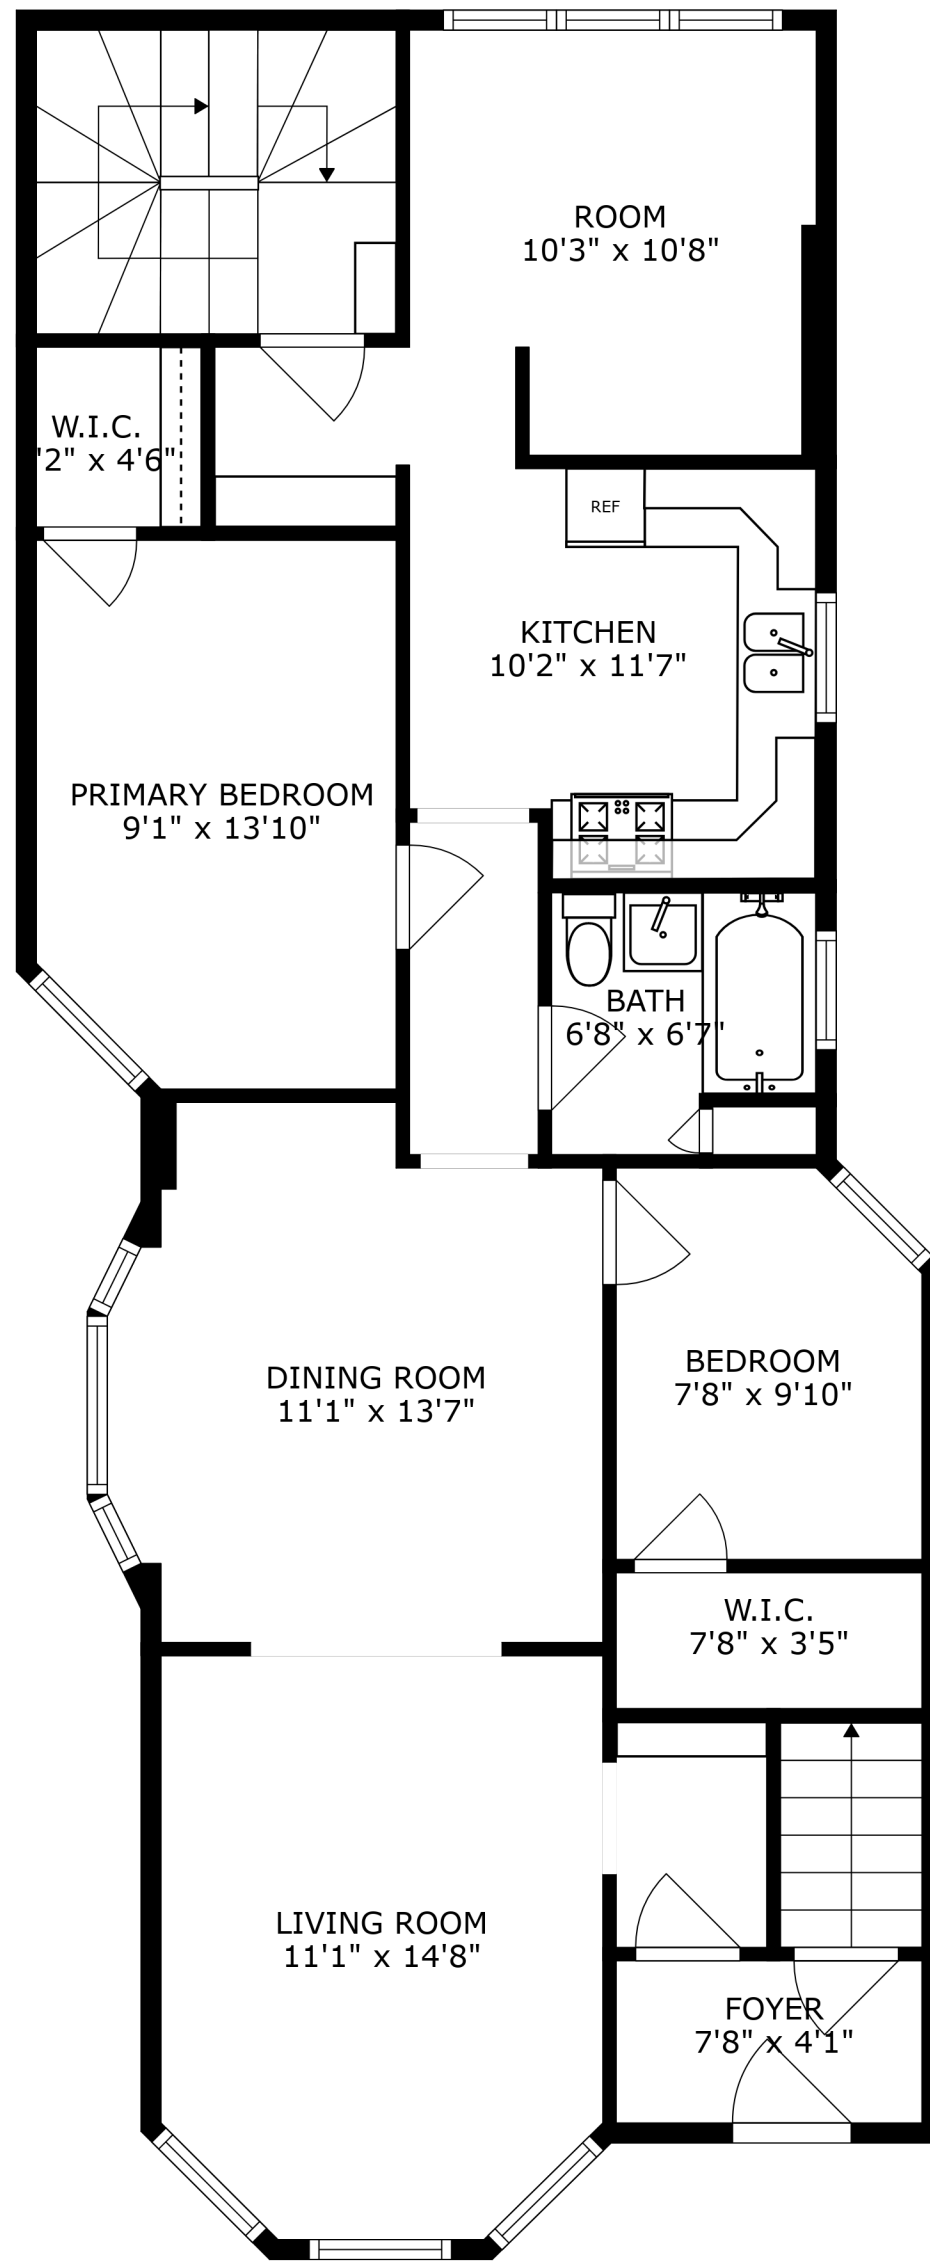 ROOM
10'3" x 10'8"
W.I.C.
'2" x 4'6"
REF
KITCHEN
10'2" x 11'7"
PRIMARY BEDROOM
9'1" x 13'10"
BATH
6'8" x 6'7"
DINING ROOM
11'1" x 13'7"
BEDROOM
7'8" x 9'10"
W.I.C.
7'8" x 3'5"
LIVING ROOM
11'1" x 14'8"
FOYER
7'8" x 4'1"